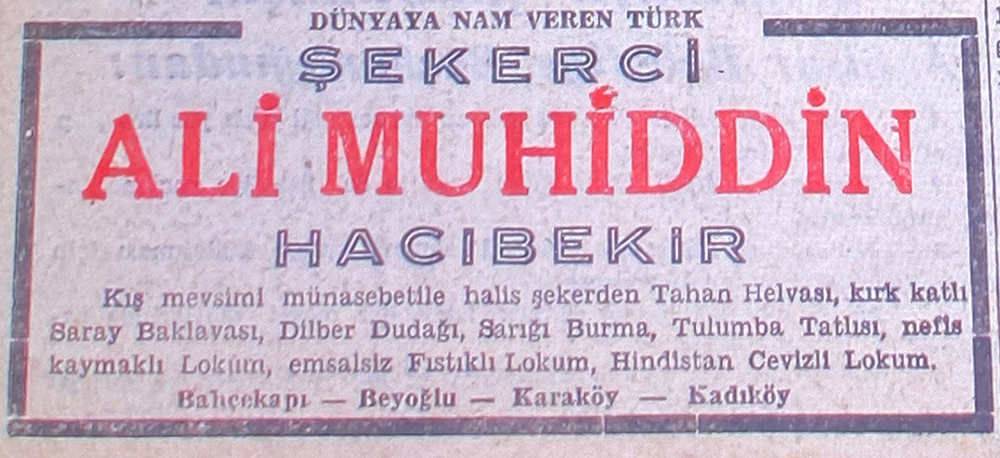 DÜNYAYA NAM VEREN TÜRK
ŞEKERCİ
ALİ MUHİDDİN
HACIBEKİR
Kış mevsimi münasebetile halis şekerden Tahan Helvası, kırk katlı
Saray Baklavası, Dilber Dudağı, Sarığı Burma, Tulumba Tatlısı, nefis
kaymaklı Lokum, emsalsiz Fıstıklı Lokum, Hindistan Cevizli Lokum.
Bahçekapı — Beyoğlu — Karaköy — Kadıköy